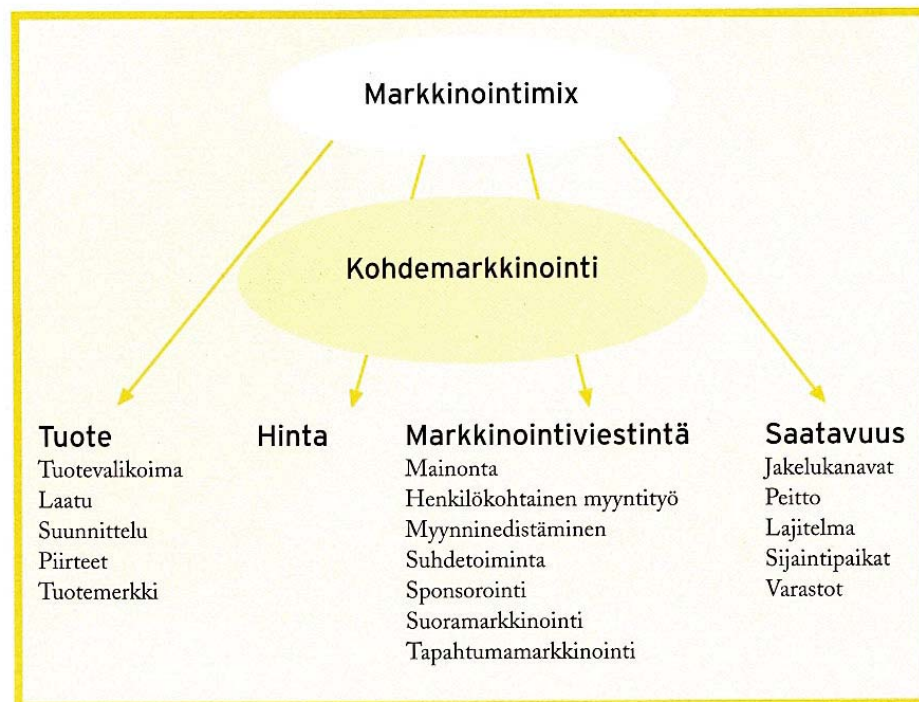 Markkinointimix
Kohdemarkkinointi
Tuote
Tuotevalikoima
Laatu
Suunnittelu
Piirteet
Tuotemerkki
Hinta
Markkinointiviestintä
Mainonta
Henkilökohtainen myyntityö
Myynninedistäminen
Suhdetoiminta
Sponsorointi
Suoramarkkinointi
Tapahtumamarkkinointi
Saatavuus
Jakelukanavat
Peitto
Lajitelma
Sijaintipaikat
Varastot